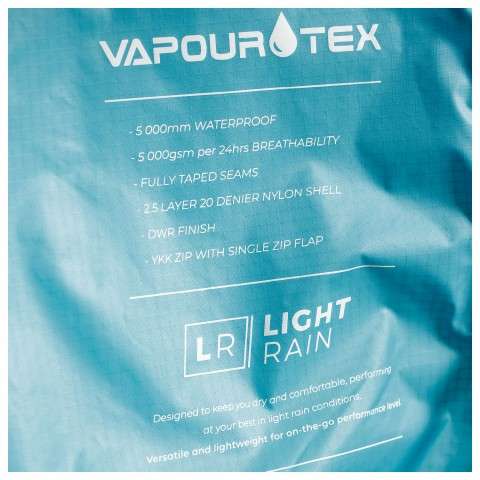 VAPOUR TEX
- 5 000mm WATERPROOF
- 5 000gsm per 24hrs BREATHABILITY
- FULLY TAPED SEAMS
- 2.5 LAYER 20 DENIER NYLON SHELL
- DWR FINISH
- YKK ZIP WITH SINGLE ZIP FLAP
LR
LIGHT
RAIN
Designed to keep you dry and comfortable, performing
at your best in light rain conditions.
Versatile and lightweight for on-the-go performance level